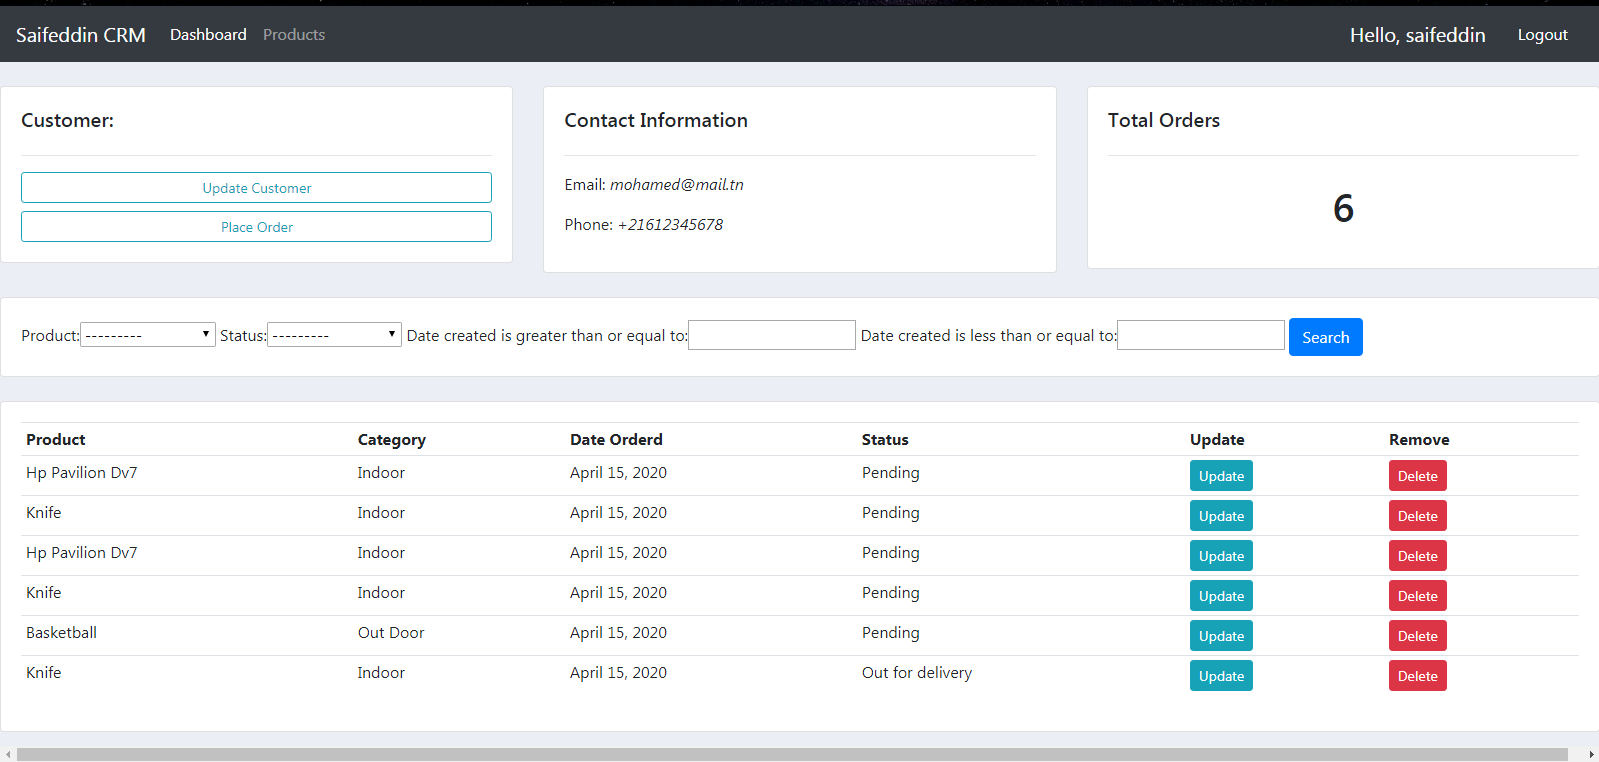 Saifeddin CRM Dashboard Products Hello, saifeddin Logout
Customer:
Update Customer
Place Order
Contact Information
Email: mohamed@mail.tn
Phone: +21612345678
Total Orders
6
Product: --------- Status: --------- Date created is greater than or equal to: Date created is less than or equal to: Search
Product Category Date Orderd Status Update Remove
Hp Pavilion Dv7 Indoor April 15, 2020 Pending Update Delete
Knife Indoor April 15, 2020 Pending Update Delete
Hp Pavilion Dv7 Indoor April 15, 2020 Pending Update Delete
Knife Indoor April 15, 2020 Pending Update Delete
Basketball Out Door April 15, 2020 Pending Update Delete
Knife Indoor April 15, 2020 Out for delivery Update Delete